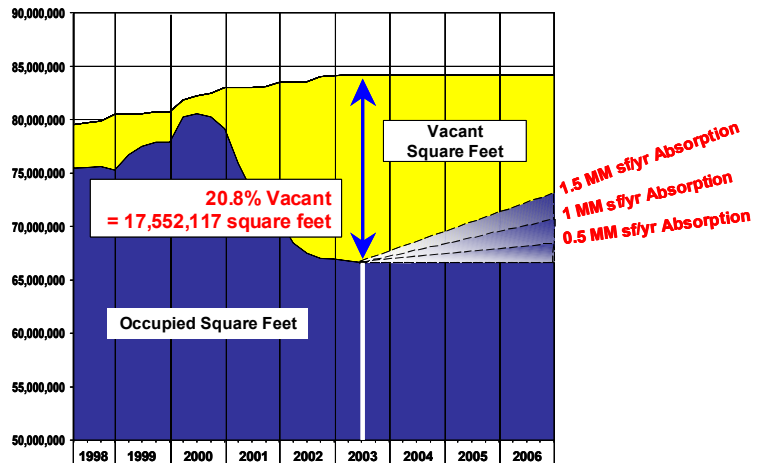 90,000,000
85,000,000
80,000,000
75,000,000
70,000,000
65,000,000
60,000,000
55,000,000
50,000,000
Vacant
Square Feet
20.8% Vacant
= 17,552,117 square feet
Occupied Square Feet
1.5 MM sf/yr Absorption
1 MM sf/yr Absorption
0.5 MM sf/yr Absorption
1998 1999 2000 2001 2002 2003 2004 2005 2006